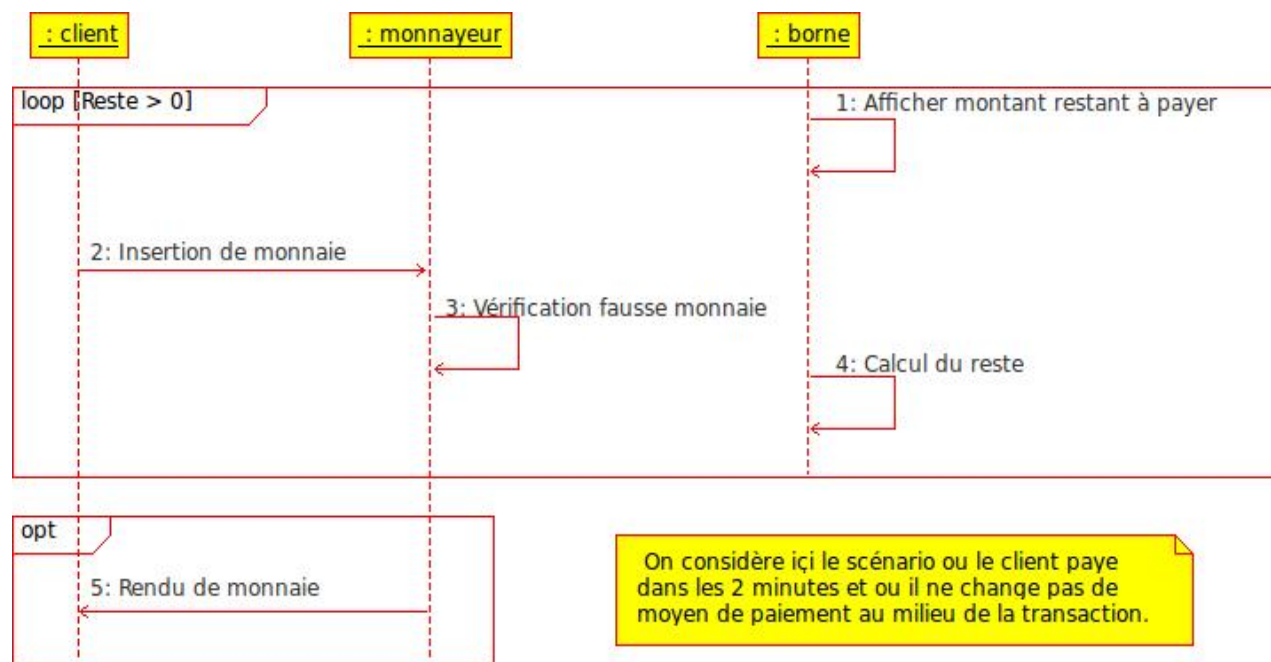 : client
: monnayeur
: borne
loop [Reste > 0]
1: Afficher montant restant à payer
2: Insertion de monnaie
3: Vérification fausse monnaie
4: Calcul du reste
opt
5: Rendu de monnaie
On considère içi le scénario ou le client paye
dans les 2 minutes et ou il ne change pas de
moyen de paiement au milieu de la transaction.